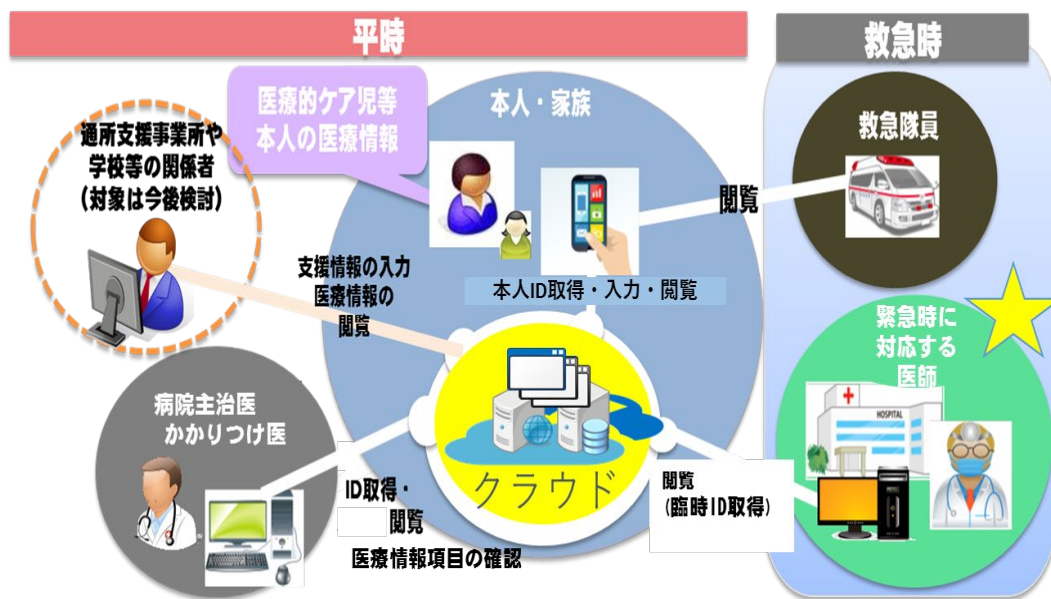 平時
救急時
医療的ケア児等
本人の医療情報
本人・家族
救急隊員
通所支援事業所や
学校等の関係者
(対象は今後検討)
閲覧
支援情報の入力
医療情報の
閲覧
本人ID取得・入力・閲覧
緊急時に
対応する
医師
病院主治医
かかりつけ医
HOSPITAL
クラウド
ID取得・
閲覧
医療情報項目の確認
閲覧
(臨時ID取得)